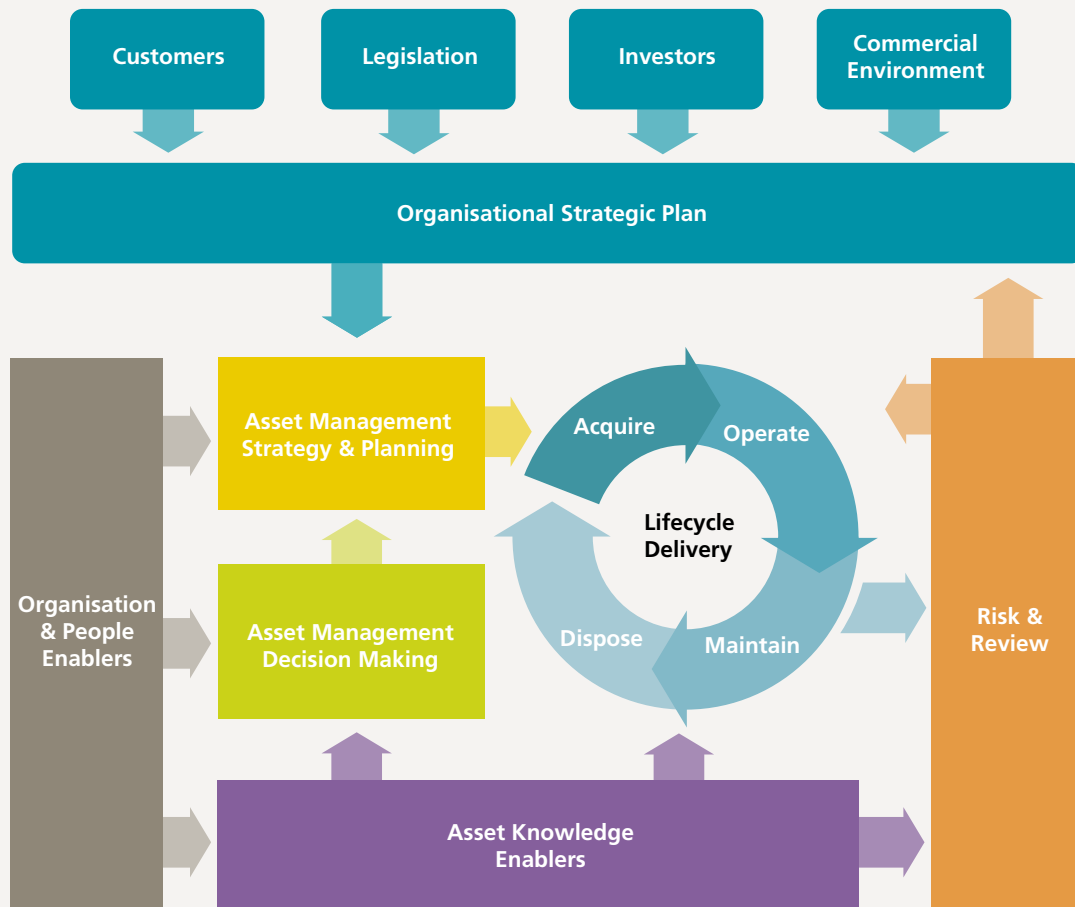 Customers
Legislation
Investors
Commercial
Environment
Organisational Strategic Plan
Asset Management
Strategy & Planning
Acquire
Operate
Lifecycle
Delivery
Organisation
& People
Enablers
Asset Management
Decision Making
Dispose
Maintain
Risk &
Review
Asset Knowledge
Enablers